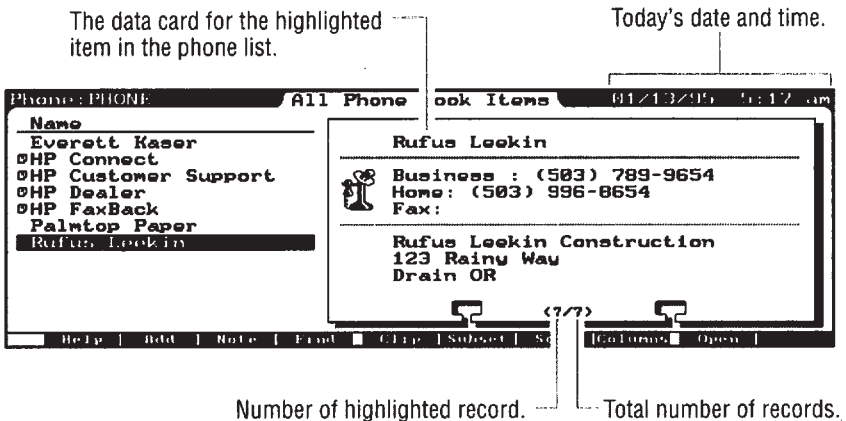 The data card for the highlighted
item in the phone list.
Today's date and time.
Phone:PHONE
All Phone ook Items
01/13/95 5:17 am
Name
Everett Kaser
HP Connect
HP Customer Support
HP Dealer
HP FaxBack
Palmtop Paper
Rufus Leekin
Rufus Leekin
Business : (503) 789-9654
Home: (503) 996-8654
Fax:
Rufus Leekin Construction
123 Rainy Way
Drain OR
(7/7)
Help Add Note Find Clip Subset So Columns Open
Number of highlighted record.
Total number of records.